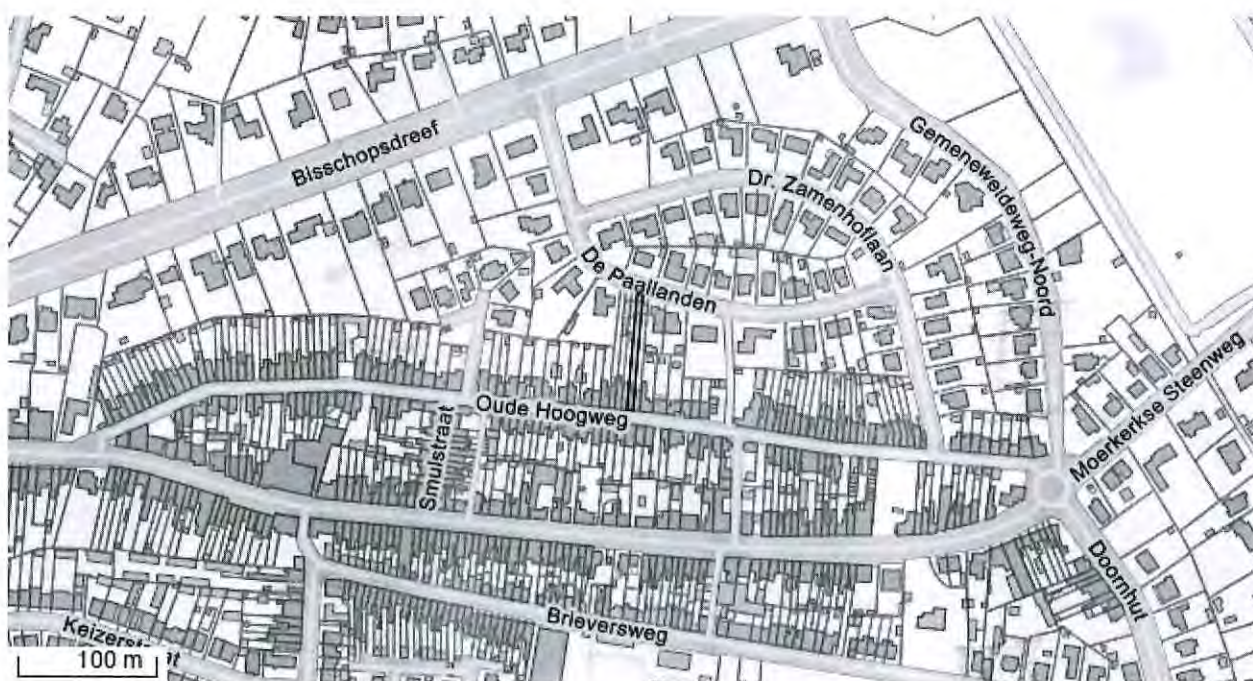 Bisschopsdreef
Gemeneweideweg-Noord
Dr. Zamenhoflaan
De Paallanden
Oude Hoogweg
Smulstraat
Moerkerkse Steenweg
Doornhut
Brieversweg
100 m